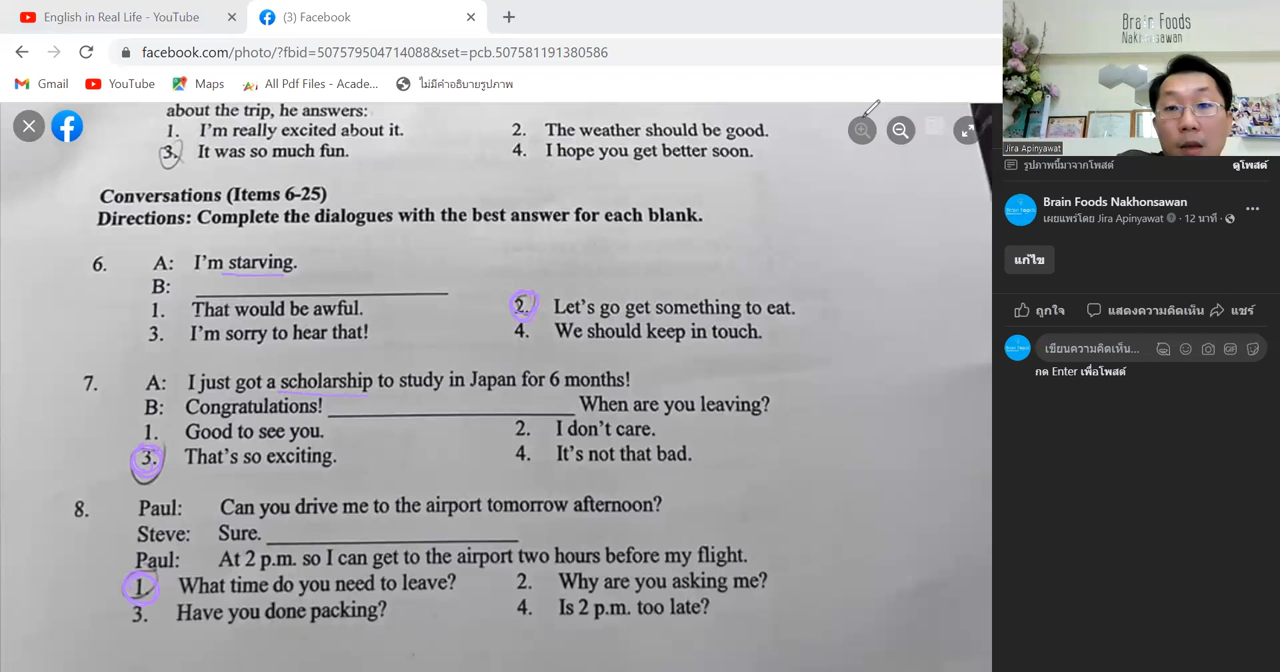 English in Real Life - YouTube
(3) Facebook
facebook.com/photo/?fbid=507579504714088&set=pcb.507581191380586
Gmail
YouTube
Maps
All Pdf Files - Acade...
ไม่มีคำอธิบายรูปภาพ
Brain Foods
Nakhonsawan
Jira Apinyawat
about the trip, he answers:
1. I'm really excited about it.
2. The weather should be good.
3. It was so much fun.
4. I hope you get better soon.
Conversations (Items 6-25)
Directions: Complete the dialogues with the best answer for each blank.
6. A: I'm starving.
B:
1. That would be awful.
2. Let's go get something to eat.
3. I'm sorry to hear that!
4. We should keep in touch.
7. A: I just got a scholarship to study in Japan for 6 months!
B: Congratulations! When are you leaving?
1. Good to see you.
2. I don't care.
3. That's so exciting.
4. It's not that bad.
8. Paul: Can you drive me to the airport tomorrow afternoon?
Steve: Sure.
Paul: At 2 p.m. so I can get to the airport two hours before my flight.
1. What time do you need to leave?
2. Why are you asking me?
3. Have you done packing?
4. Is 2 p.m. too late?
รูปภาพนี้มาจากโพสต์
ดูโพสต์
Brain Foods Nakhonsawan
เผยแพร่โดย Jira Apinyawat · 12 นาที ·
แก้ไข
ถูกใจ
แสดงความคิดเห็น
แชร์
เขียนความคิดเห็น...
กด Enter เพื่อโพสต์